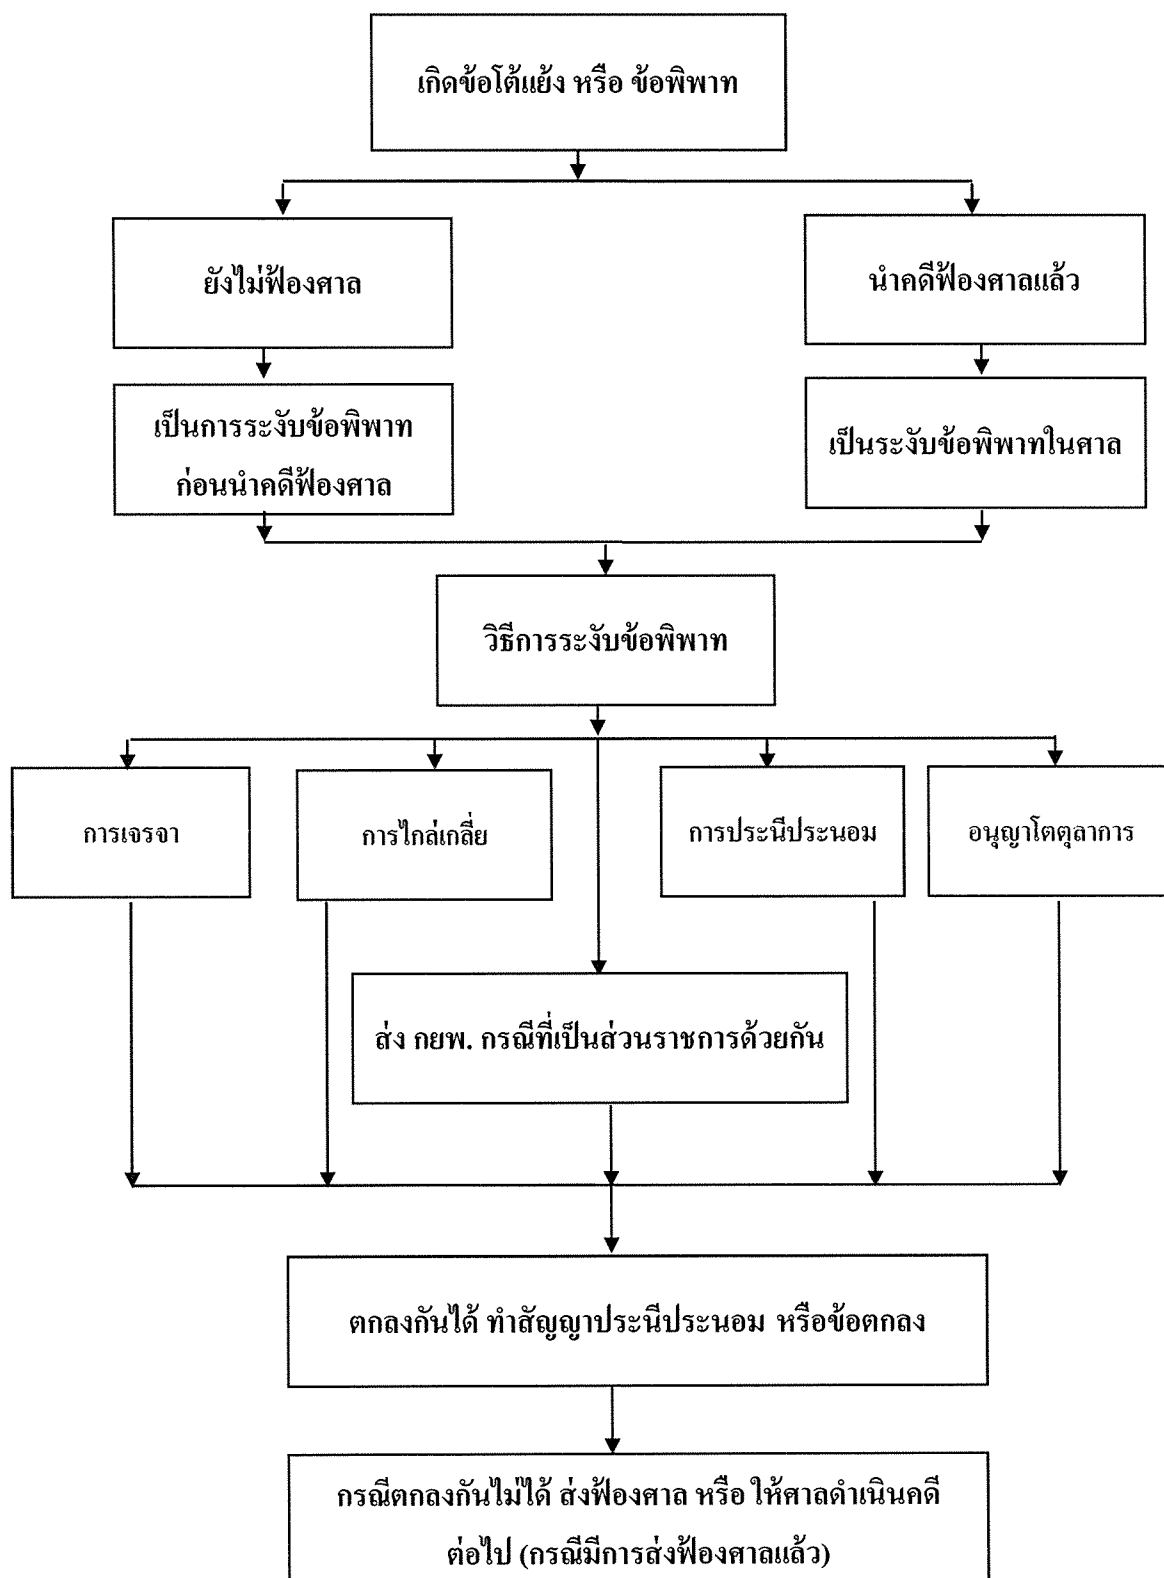 เกิดข้อโต้แย้ง หรือ ข้อพิพาท
ยังไม่ฟ้องศาล
นำคดีฟ้องศาลแล้ว
เป็นการระงับข้อพิพาท
ก่อนนำคดีฟ้องศาล
เป็นระงับข้อพิพาทในศาล
วิธีการระงับข้อพิพาท
การเจรจา
การไกล่เกลี่ย
การประนีประนอม
อนุญาโตตุลาการ
ส่ง กยพ. กรณีที่เป็นส่วนราชการด้วยกัน
ตกลงกันได้ ทำสัญญาประนีประนอม หรือข้อตกลง
กรณีตกลงกันไม่ได้ ส่งฟ้องศาล หรือ ให้ศาลดำเนินคดี
ต่อไป (กรณีมีการส่งฟ้องศาลแล้ว)